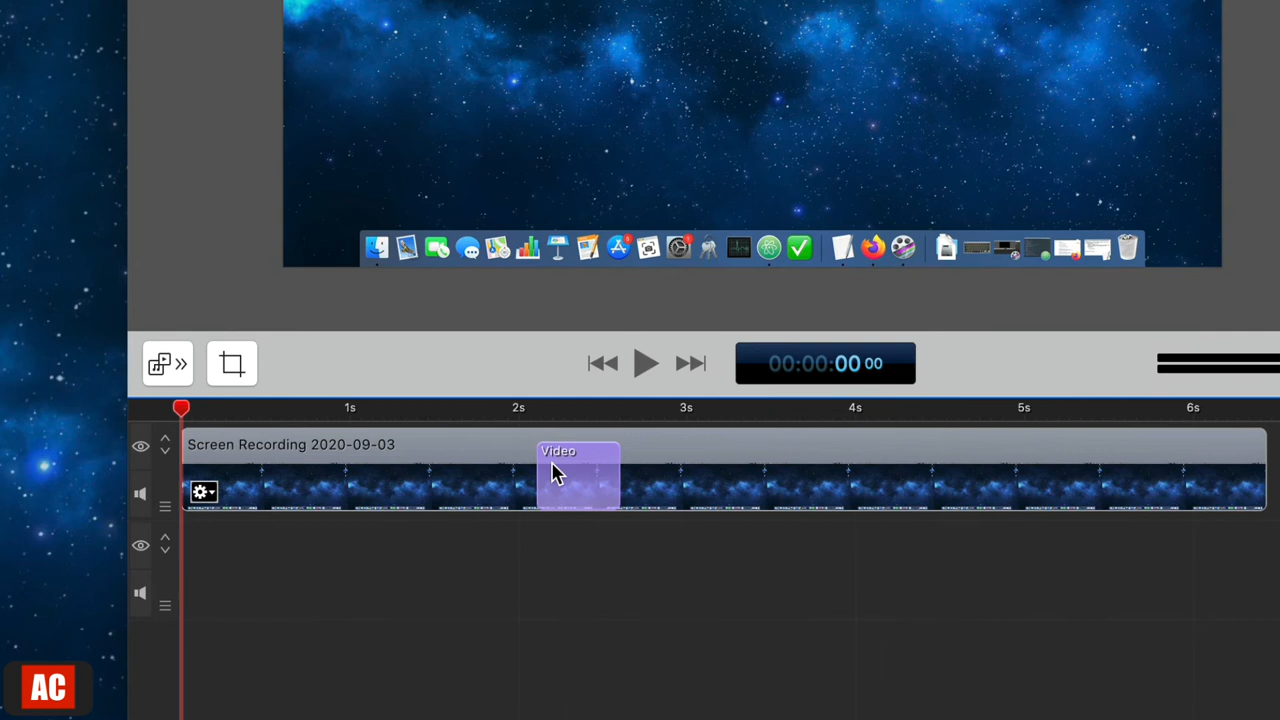 00:00:00 00
1s 2s 3s 4s 5s 6s
Screen Recording 2020-09-03
Video
AC